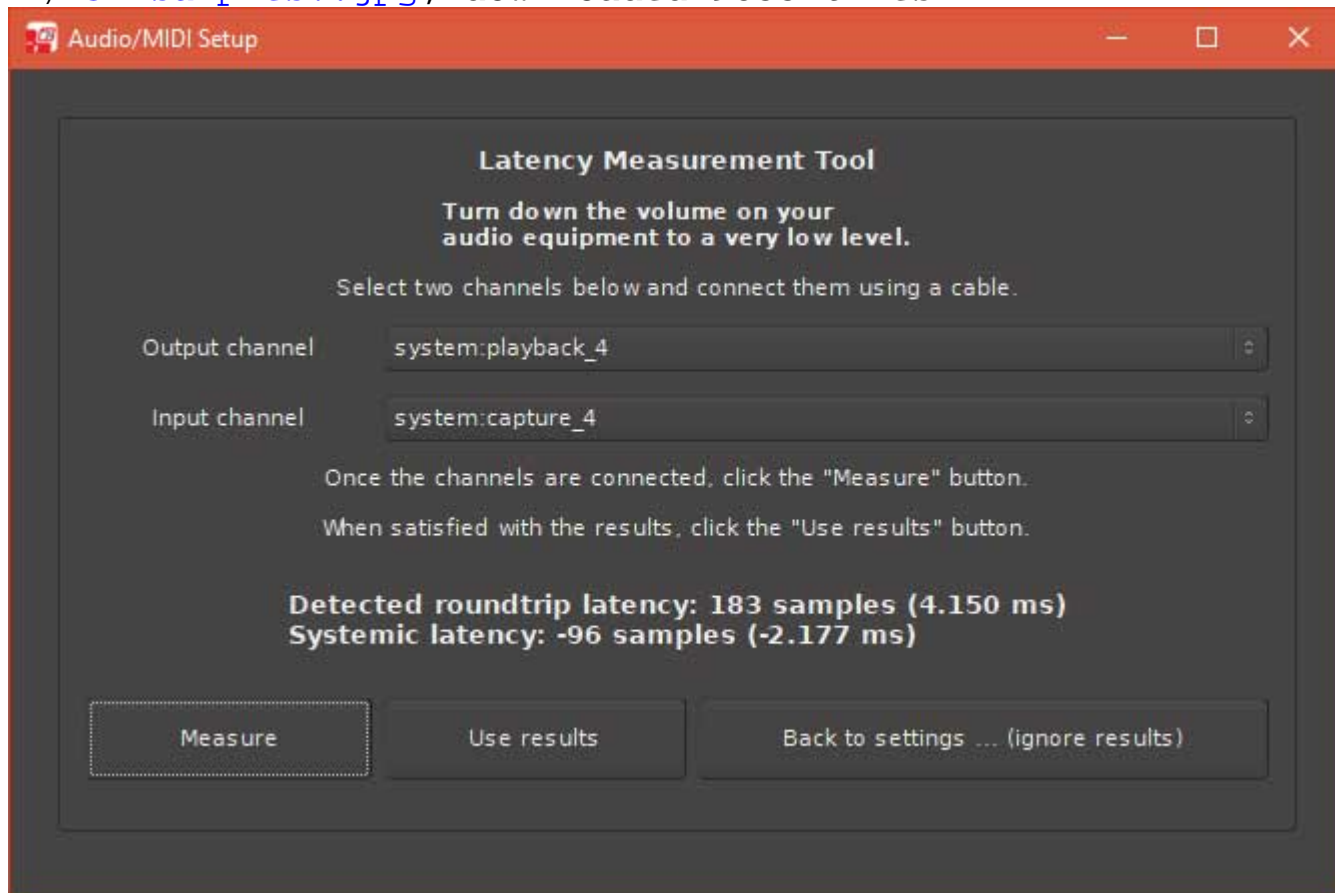 Audio/MIDI Setup
Latency Measurement Tool
Turn down the volume on your
audio equipment to a very low level.
Select two channels below and connect them using a cable.
Output channel system:playback_4
Input channel system:capture_4
Once the channels are connected, click the "Measure" button.
When satisfied with the results, click the "Use results" button.
Detected roundtrip latency: 183 samples (4.150 ms)
Systemic latency: -96 samples (-2.177 ms)
Measure Use results Back to settings ... (ignore results)